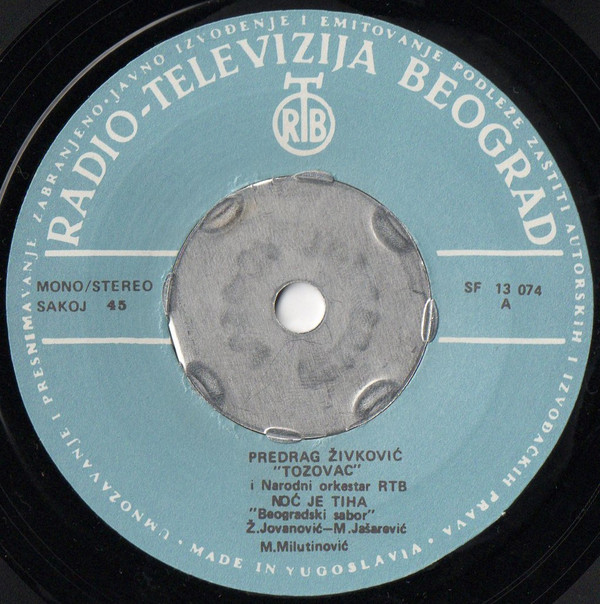 UMNOŽAVANJE I PRESNIMAVANJE ZABRANJENO • JAVNO IZVOĐENJE I EMITOVANJE PODLEŽE ZAŠTITI AUTORSKIH I IZVOĐAČKIH PRAVA •
RADIO-TELEVIZIJA BEOGRAD
RTB
MONO/STEREO
SAKOJ 45
SF 13 074
A
PREDRAG ŽIVKOVIĆ
"TOZOVAC"
i Narodni orkestar RTB
NOĆ JE TIHA
"Beogradski sabor"
Ž.Jovanović–M.Jašarević
M.Milutinović
• MADE IN YUGOSLAVIA •